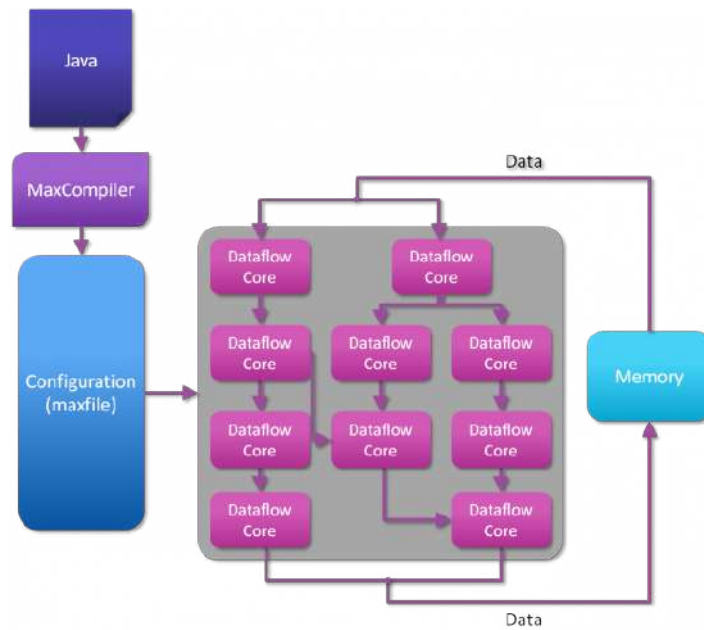 Java
MaxCompiler
Configuration
(maxfile)
Data
Dataflow
Core
Dataflow
Core
Dataflow
Core
Dataflow
Core
Dataflow
Core
Dataflow
Core
Dataflow
Core
Dataflow
Core
Dataflow
Core
Dataflow
Core
Memory
Data